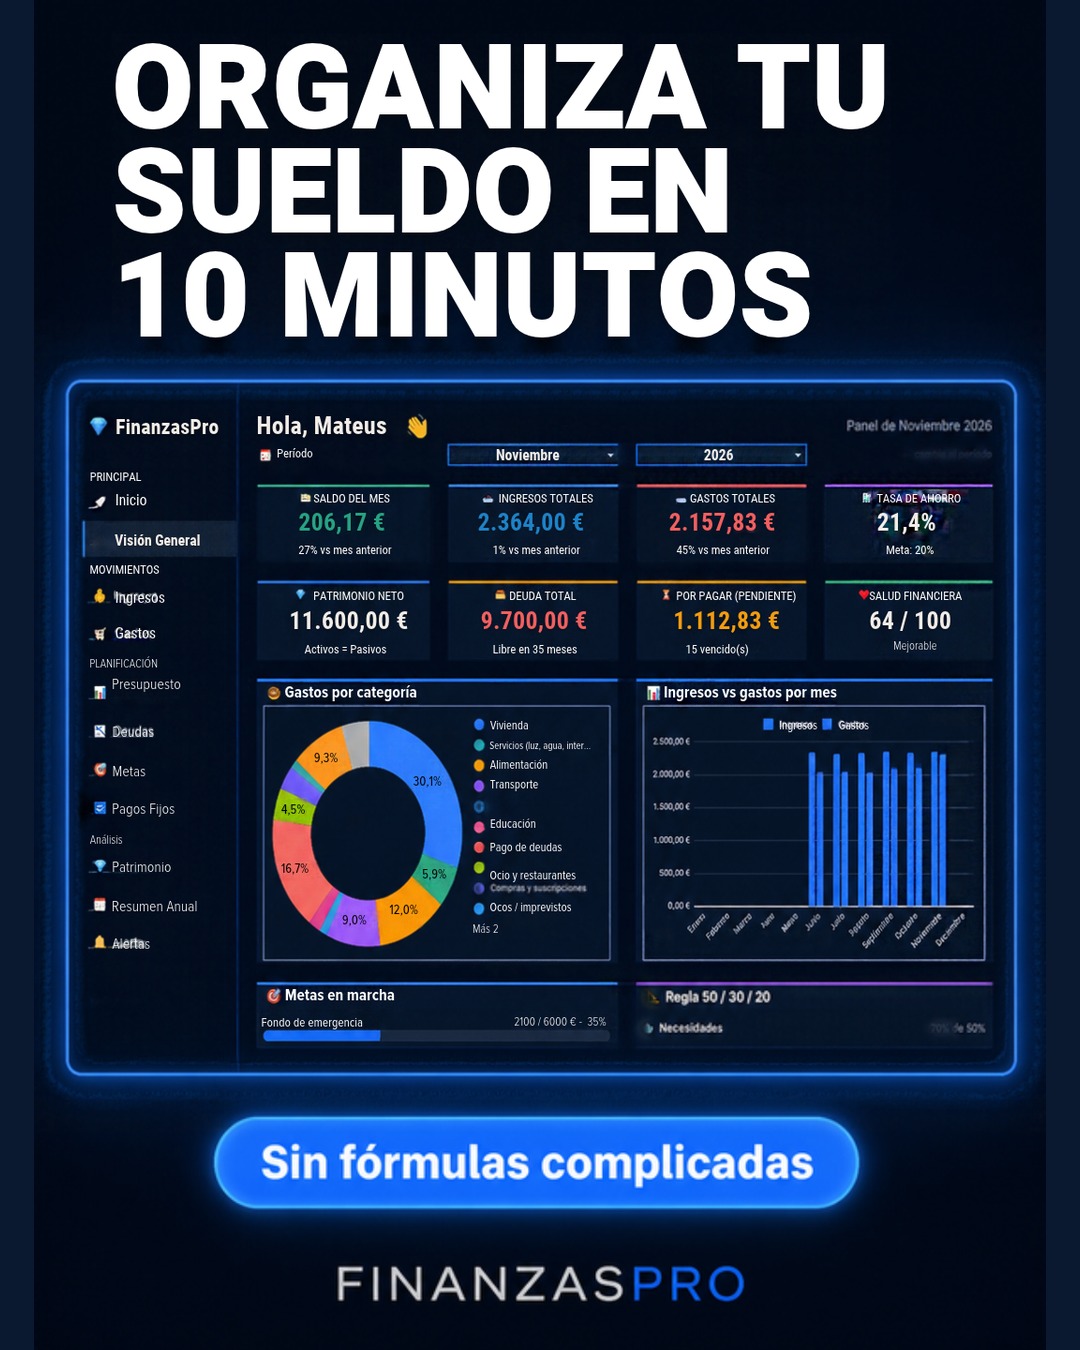 ORGANIZA TU
SUELDO EN
10 MINUTOS
FinanzasPro
PRINCIPAL
Inicio
Visión General
MOVIMIENTOS
Ingresos
Gastos
PLANIFICACIÓN
Presupuesto
Deudas
Metas
Pagos Fijos
Análisis
Patrimonio
Resumen Anual
Alertas
Hola, Mateus
Panel de Noviembre 2026
Período
Noviembre
2026
SALDO DEL MES
206,17 €
27% vs mes anterior
INGRESOS TOTALES
2.364,00 €
1% vs mes anterior
GASTOS TOTALES
2.157,83 €
45% vs mes anterior
TASA DE AHORRO
21,4%
Meta: 20%
PATRIMONIO NETO
11.600,00 €
Activos = Pasivos
DEUDA TOTAL
9.700,00 €
Libre en 35 meses
POR PAGAR (PENDIENTE)
1.112,83 €
15 vencido(s)
SALUD FINANCIERA
64 / 100
Mejorable
Gastos por categoría
9,3%
30,1%
4,5%
16,7%
5,9%
12,0%
9,0%
Vivienda
Servicios (luz, agua, inter...
Alimentación
Transporte
Educación
Pago de deudas
Ocio y restaurantes
Compras y suscripciones
Ocos / imprevistos
Más 2
Ingresos vs gastos por mes
Ingresos
Gastos
2.500,00 €
2.000,00 €
1.500,00 €
1.000,00 €
500,00 €
0,00 €
Febrero
Septimbre
Noviembre
Diciembre
Metas en marcha
Fondo de emergencia
2100 / 6000 € - 35%
Regla 50 / 30 / 20
Necesidades
de 50%
Sin fórmulas complicadas
FINANZASPRO